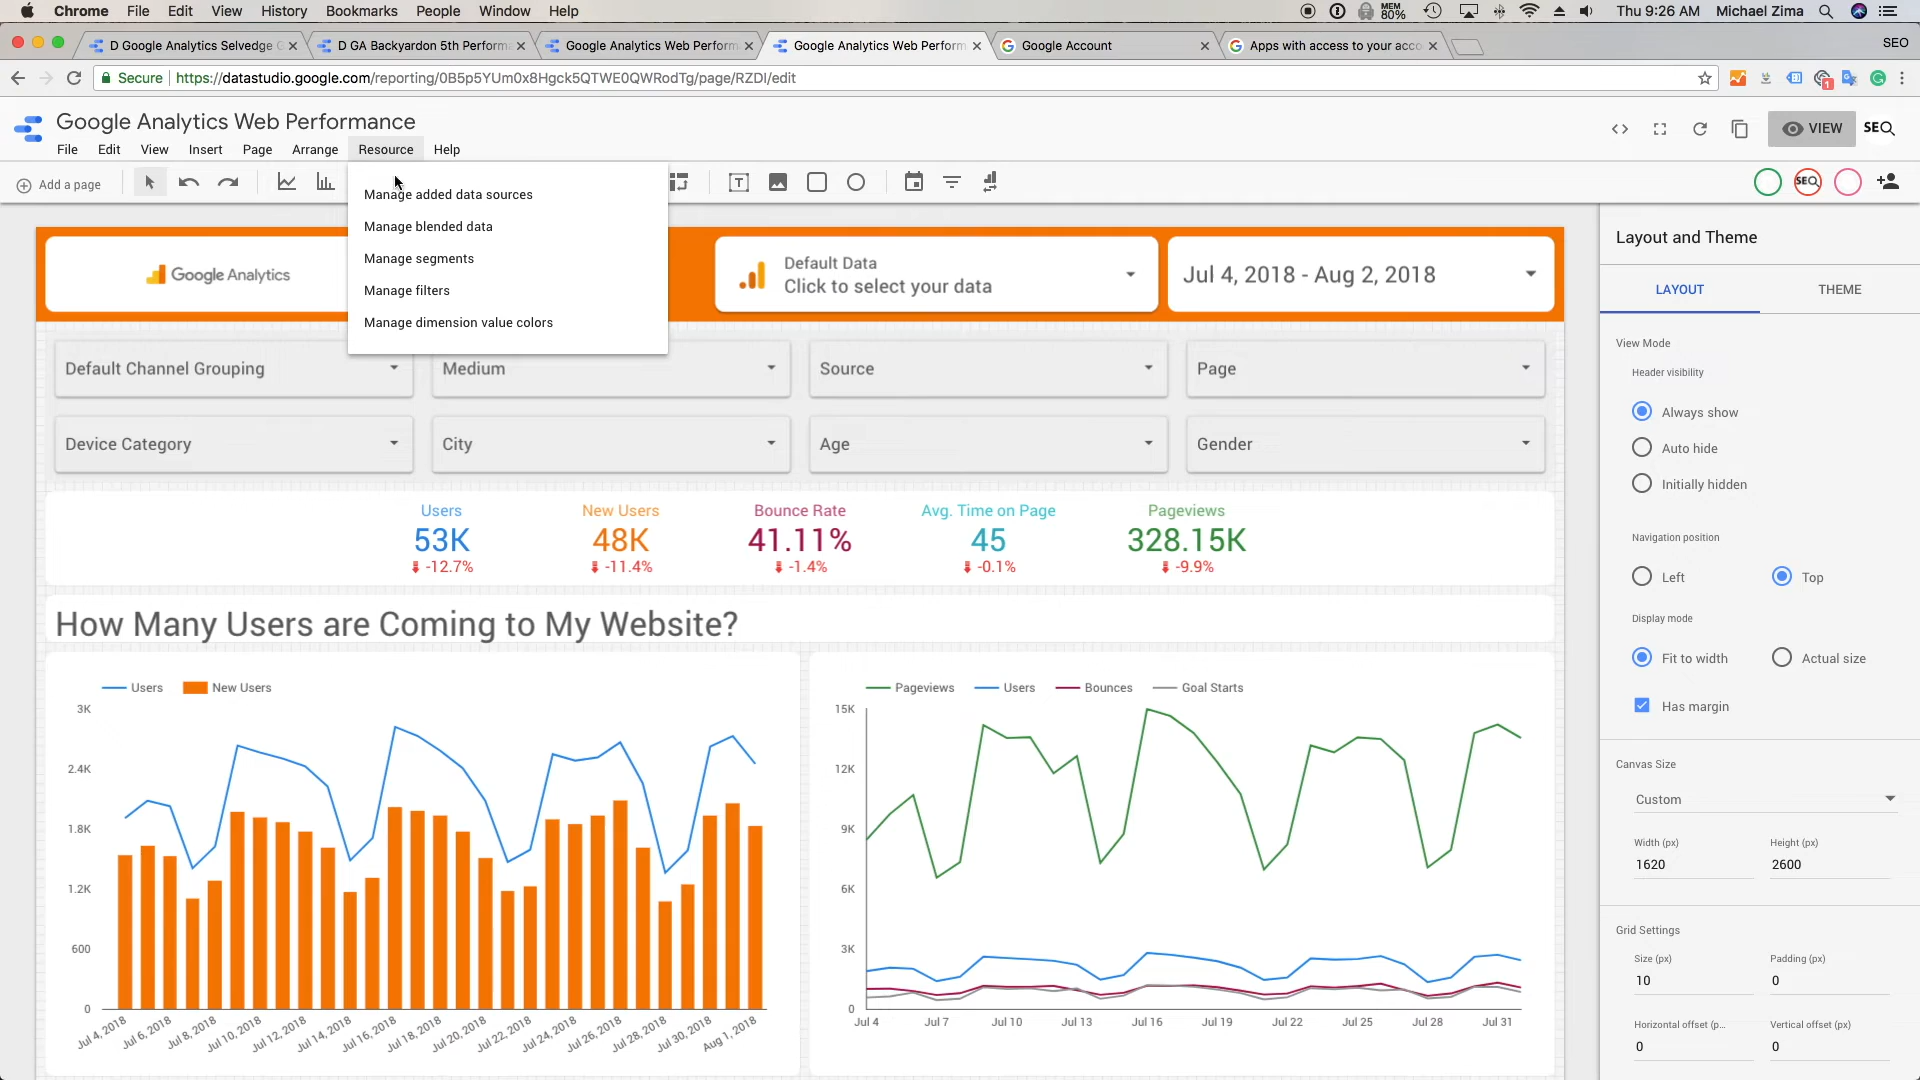 Chrome File Edit View History Bookmarks People Window Help
MEM 80% Thu 9:26 AM Michael Zima
D Google Analytics Selvedge
D GA Backyardon 5th Performa
Google Analytics Web Perform
Google Analytics Web Perform
Google Account
Apps with access to your acco
SEO
Secure https://datastudio.google.com/reporting/0B5p5YUm0x8Hgck5QTWE0QWRodTg/page/RZDI/edit
1
Google Analytics Web Performance
File Edit View Insert Page Arrange Resource Help
VIEW
SEQ
Add a page
SEQ
Manage added data sources
Manage blended data
Manage segments
Manage filters
Manage dimension value colors
Google Analytics
Default Data
Click to select your data
Jul 4, 2018 - Aug 2, 2018
Default Channel Grouping Medium Source Page
Device Category City Age Gender
Users New Users Bounce Rate Avg. Time on Page Pageviews
53K 48K 41.11% 45 328.15K
-12.7% -11.4% -1.4% -0.1% -9.9%
How Many Users are Coming to My Website?
Users New Users
3K
2.4K
1.8K
1.2K
600
0
Jul 4, 2018 Jul 6, 2018 Jul 8, 2018 Jul 10, 2018 Jul 12, 2018 Jul 14, 2018 Jul 16, 2018 Jul 18, 2018 Jul 20, 2018 Jul 22, 2018 Jul 24, 2018 Jul 26, 2018 Jul 28, 2018 Jul 30, 2018 Aug 1, 2018
Pageviews Users Bounces Goal Starts
15K
12K
9K
6K
3K
0
Jul 4 Jul 7 Jul 10 Jul 13 Jul 16 Jul 19 Jul 22 Jul 25 Jul 28 Jul 31
Layout and Theme
LAYOUT THEME
View Mode
Header visibility
Always show
Auto hide
Initially hidden
Navigation position
Left Top
Display mode
Fit to width Actual size
Has margin
Canvas Size
Custom
Width (px) Height (px)
1620 2600
Grid Settings
Size (px) Padding (px)
10 0
Horizontal offset (p... Vertical offset (px)
0 0